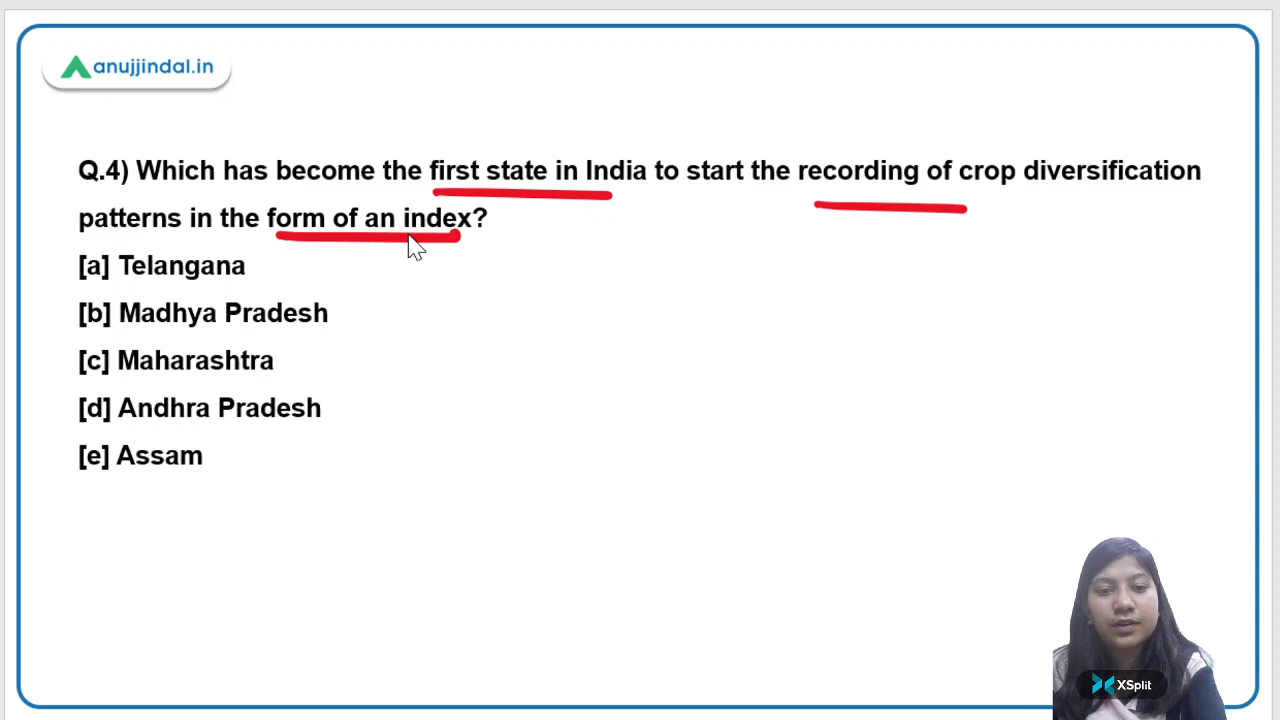 anujjindal.in
Q.4) Which has become the first state in India to start the recording of crop diversification
patterns in the form of an index?
[a] Telangana
[b] Madhya Pradesh
[c] Maharashtra
[d] Andhra Pradesh
[e] Assam
XSplit